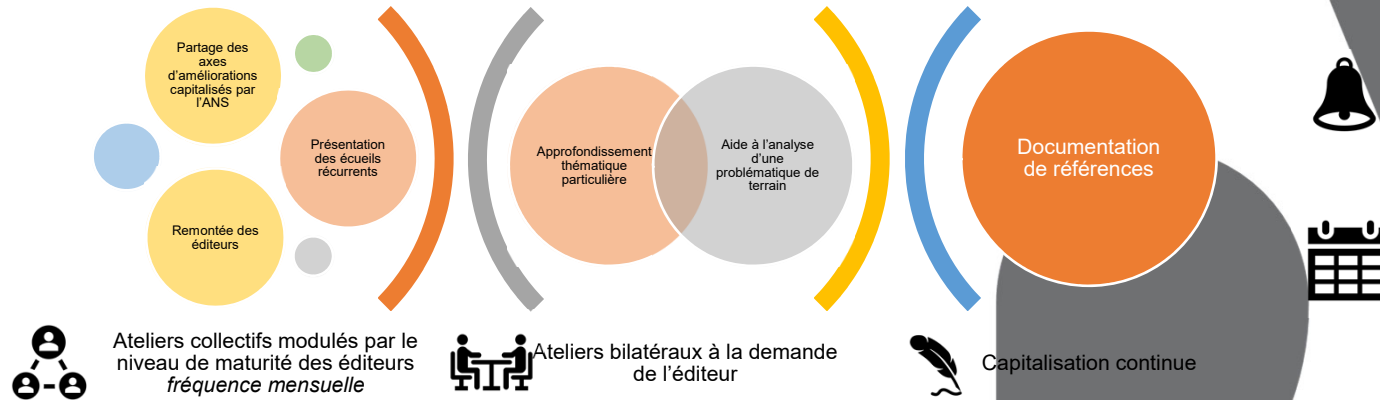 Partage des
axes
d'améliorations
capitalisés par
l'ANS
Présentation
des écueils
récurrents
Remontée des
éditeurs
Ateliers collectifs modulés par le
niveau de maturité des éditeurs
fréquence mensuelle
Approfondissement
thématique
particulière
Aide à l'analyse
d'une
problématique de
terrain
Ateliers bilatéraux à la demande
de l'éditeur
Documentation
de références
Capitalisation continue